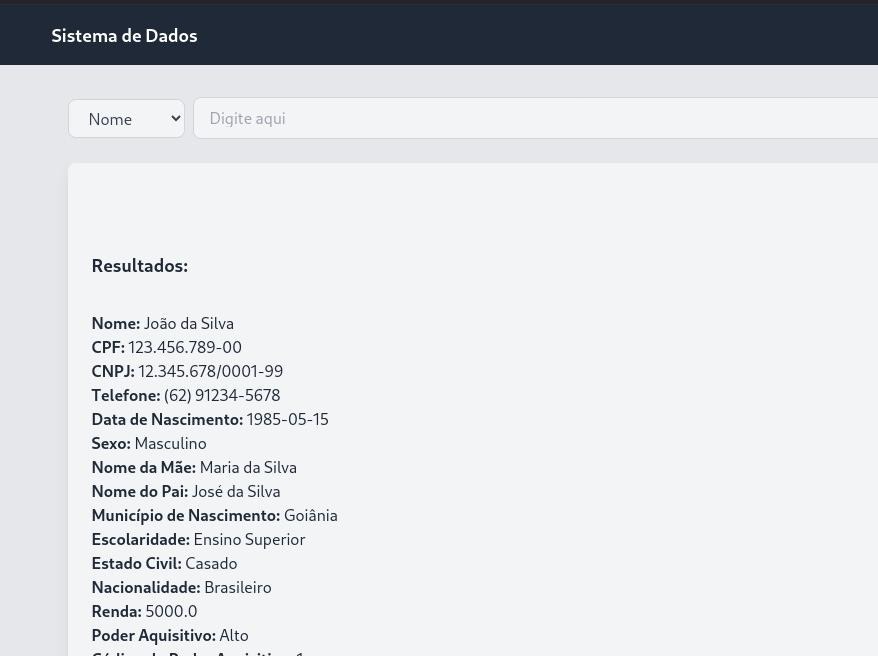 Sistema de Dados
Nome
Digite aqui
Resultados:
Nome: João da Silva
CPF: 123.456.789-00
CNPJ: 12.345.678/0001-99
Telefone: (62) 91234-5678
Data de Nascimento: 1985-05-15
Sexo: Masculino
Nome da Mãe: Maria da Silva
Nome do Pai: José da Silva
Município de Nascimento: Goiânia
Escolaridade: Ensino Superior
Estado Civil: Casado
Nacionalidade: Brasileiro
Renda: 5000.0
Poder Aquisitivo: Alto